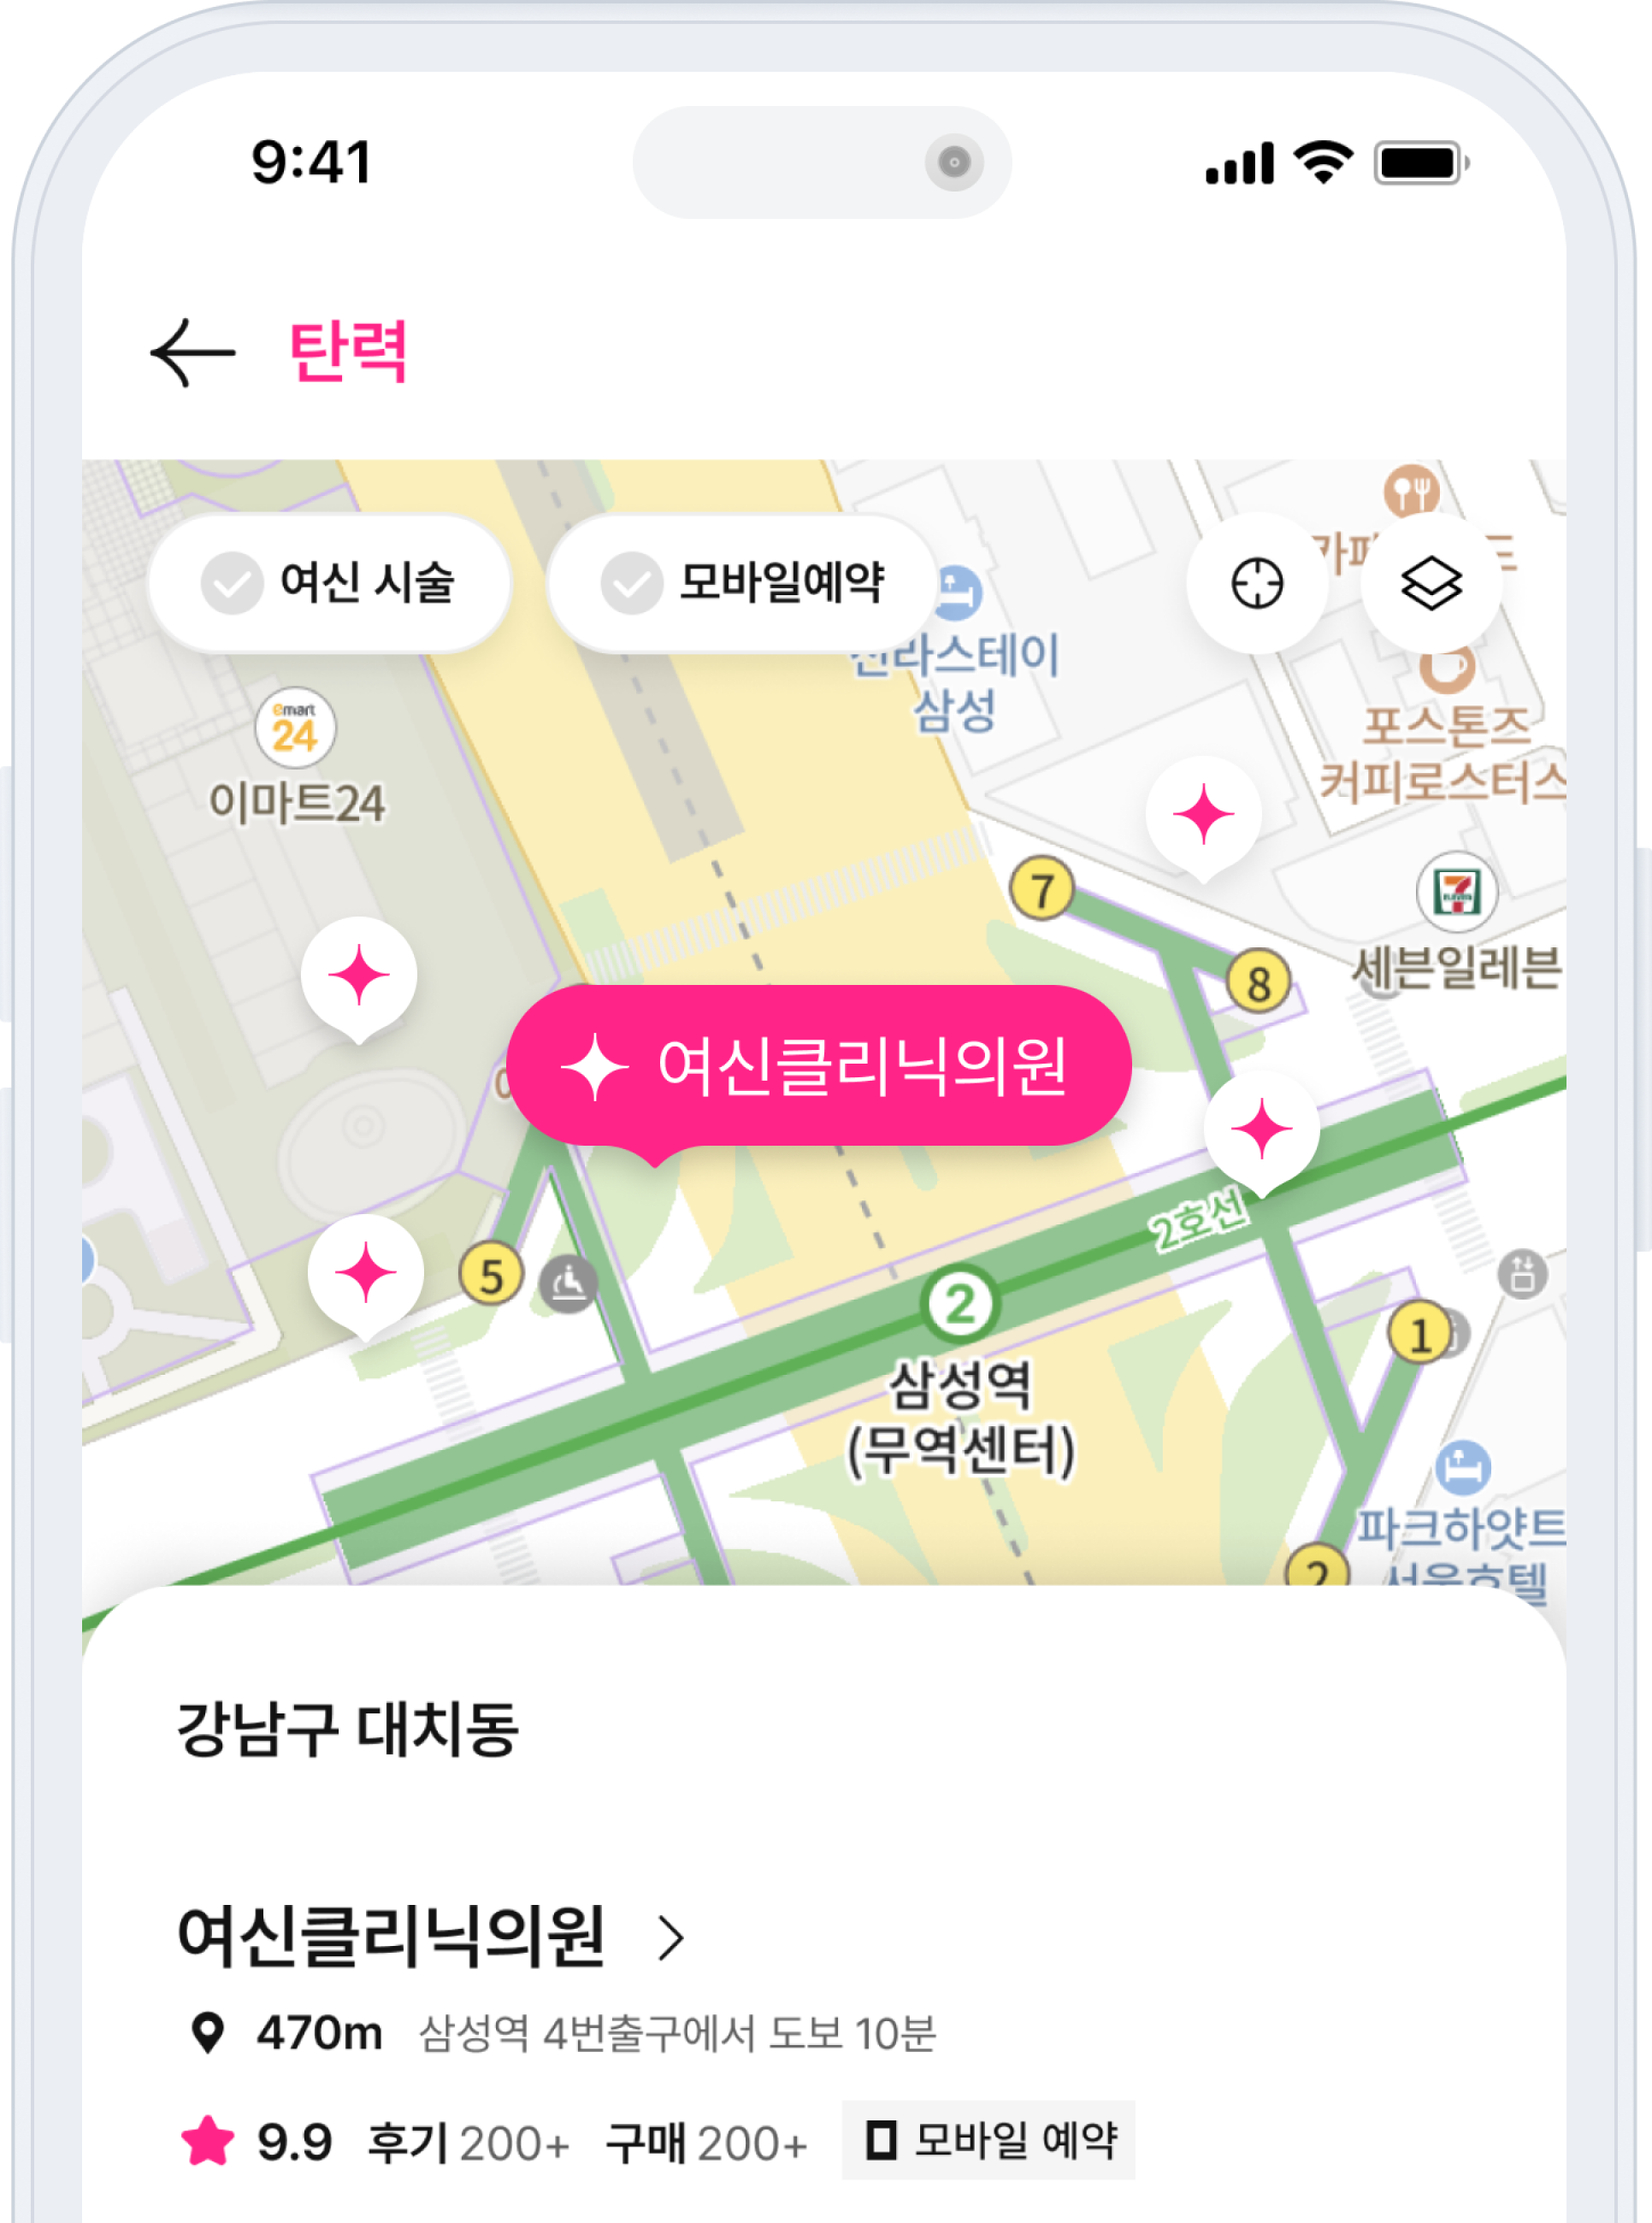 9:41
탄력
여신 시술
모바일예약
신라스테이
삼성
emart
24
이마트24
포스톤즈
커피로스터스
7
7
ELEVEN
8
세븐일레븐
여신클리닉의원
2호선
5
2
1
삼성역
(무역센터)
파크하얏트
서울호텔
2
강남구 대치동
여신클리닉의원
470m 삼성역 4번출구에서 도보 10분
9.9 후기 200+ 구매 200+ 모바일 예약